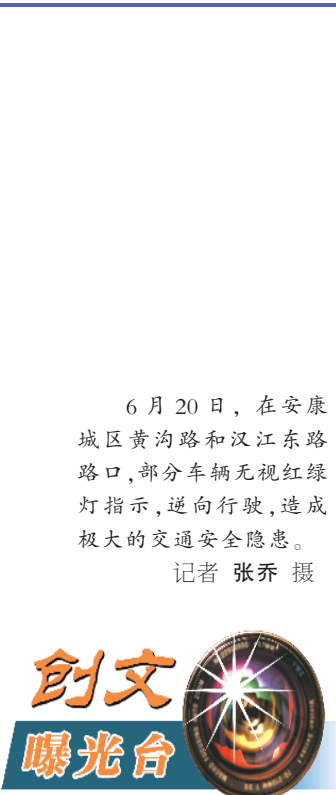 6 月 20 日，在安康
城区黄沟路和汉江东路
路口，部分车辆无视红绿
灯指示，逆向行驶，造成
极大的交通安全隐患。
记者 张乔 摄
创文
曝光台